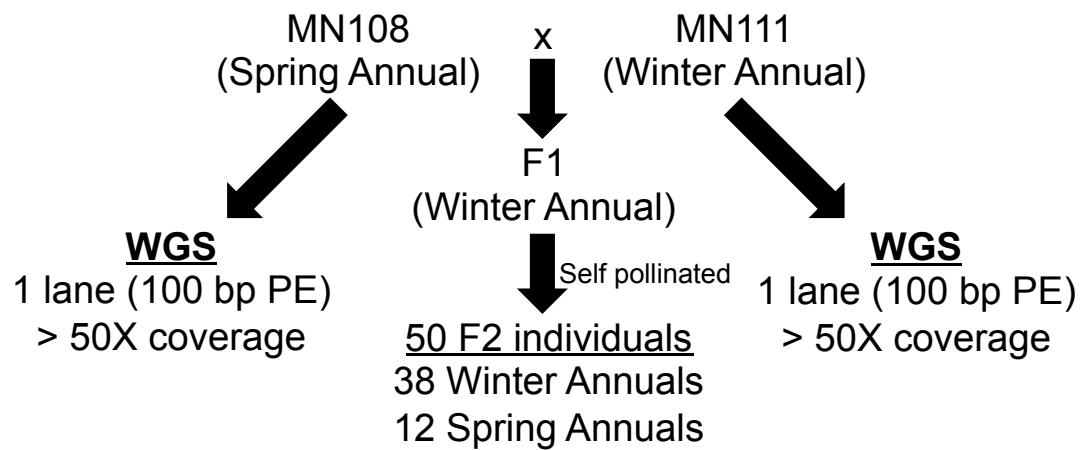 MN108
(Spring Annual)
x
MN111
(Winter Annual)
F1
(Winter Annual)
WGS
1 lane (100 bp PE)
> 50X coverage
Self pollinated
WGS
1 lane (100 bp PE)
> 50X coverage
50 F2 individuals
38 Winter Annuals
12 Spring Annuals